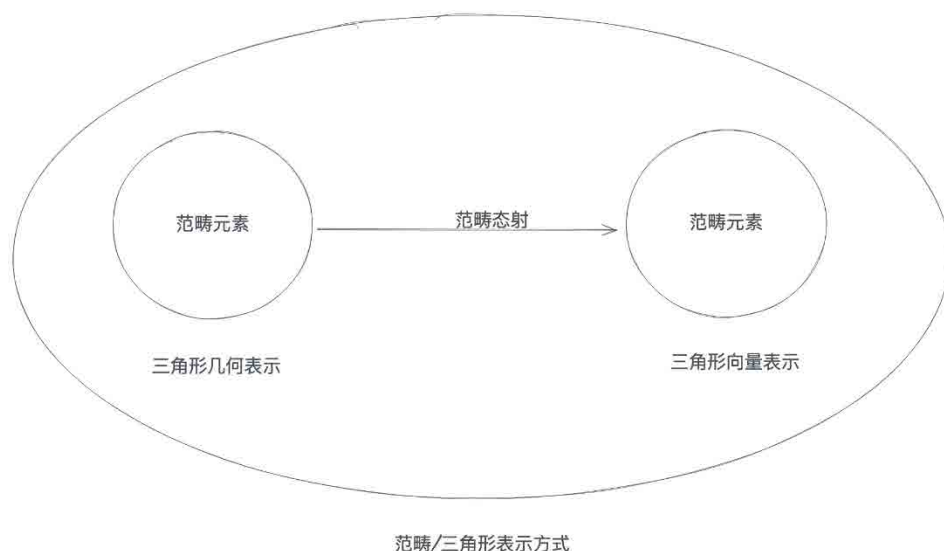 范畴元素
范畴态射
范畴元素
三角形几何表示
三角形向量表示
范畴/三角形表示方式